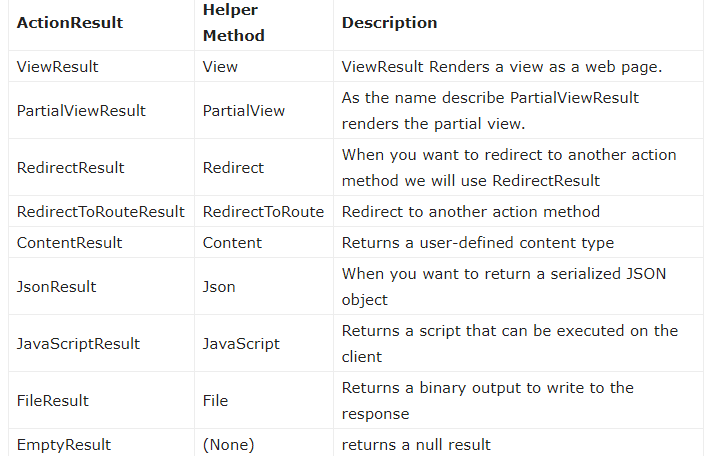 ActionResult Helper Method Description
ViewResult View ViewResult Renders a view as a web page.
PartialViewResult PartialView As the name describe PartialViewResult
renders the partial view.
RedirectResult Redirect When you want to redirect to another action
method we will use RedirectResult
RedirectToRouteResult RedirectToRoute Redirect to another action method
ContentResult Content Returns a user-defined content type
JsonResult Json When you want to return a serialized JSON
object
JavaScriptResult JavaScript Returns a script that can be executed on the
client
FileResult File Returns a binary output to write to the
response
EmptyResult (None) returns a null result